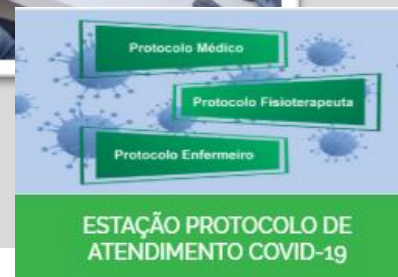 Protocolo Médico
Protocolo Fisioterapeuta
Protocolo Enfermeiro
ESTAÇÃO PROTOCOLO DE
ATENDIMENTO COVID-19